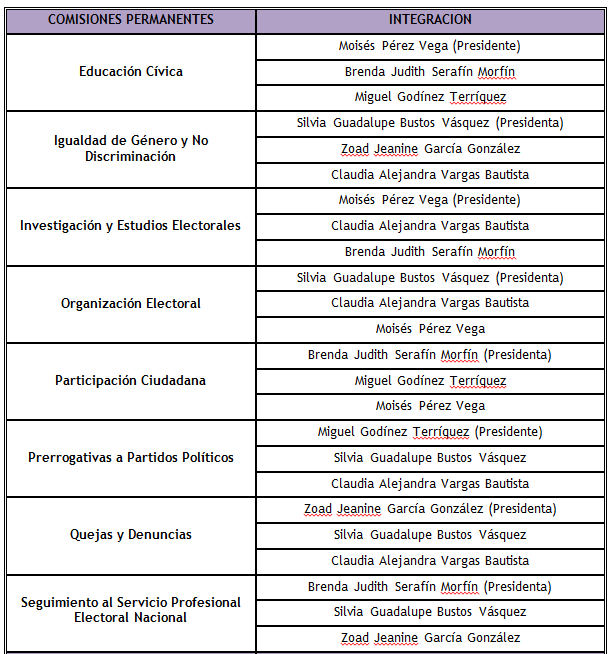 COMISIONES PERMANENTES INTEGRACION
Educación Cívica
Moisés Pérez Vega (Presidente)
Brenda Judith Serafín Morfín
Miguel Godínez Terríquez
Igualdad de Género y No
Discriminación
Silvia Guadalupe Bustos Vásquez (Presidenta)
Zoad Jeanine García González
Claudia Alejandra Vargas Bautista
Investigación y Estudios Electorales
Moisés Pérez Vega (Presidente)
Claudia Alejandra Vargas Bautista
Brenda Judith Serafín Morfín
Organización Electoral
Silvia Guadalupe Bustos Vásquez (Presidenta)
Claudia Alejandra Vargas Bautista
Moisés Pérez Vega
Participación Ciudadana
Brenda Judith Serafín Morfín (Presidenta)
Miguel Godínez Terríquez
Moisés Pérez Vega
Prerrogativas a Partidos Políticos
Miguel Godínez Terríquez (Presidente)
Silvia Guadalupe Bustos Vásquez
Claudia Alejandra Vargas Bautista
Quejas y Denuncias
Zoad Jeanine García González (Presidenta)
Silvia Guadalupe Bustos Vásquez
Claudia Alejandra Vargas Bautista
Seguimiento al Servicio Profesional
Electoral Nacional
Brenda Judith Serafín Morfín (Presidenta)
Silvia Guadalupe Bustos Vásquez
Zoad Jeanine García González